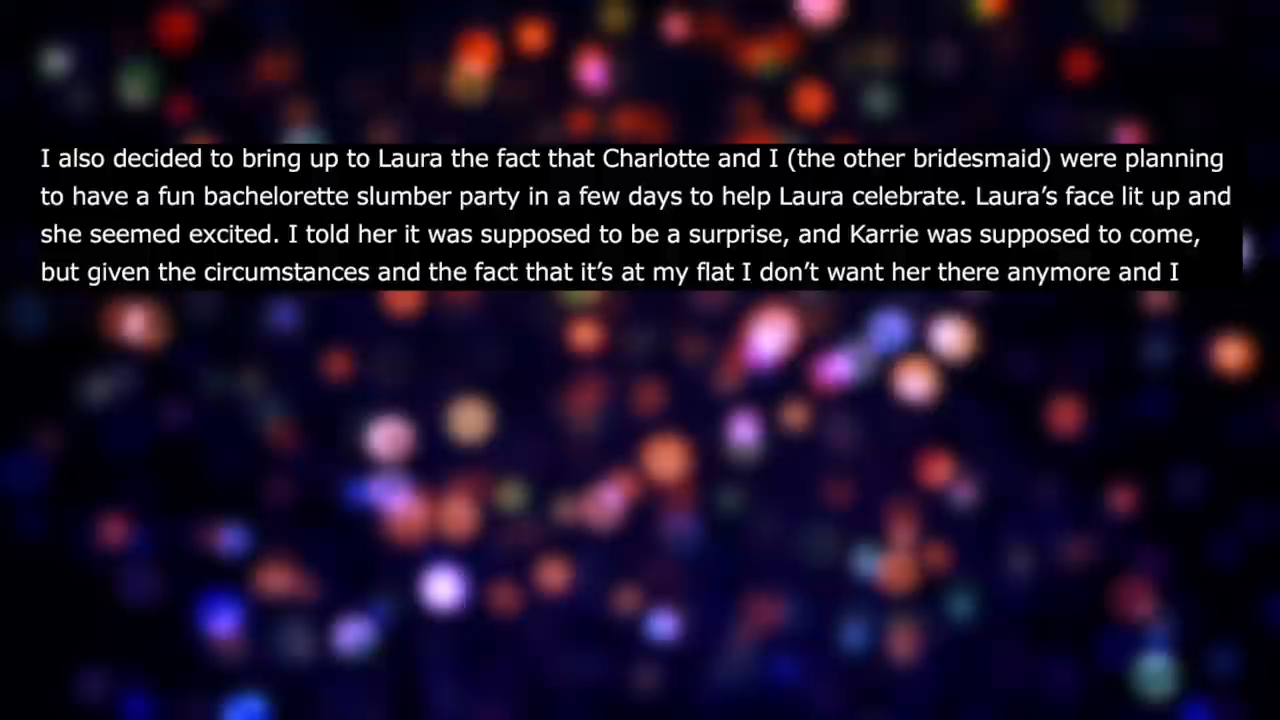 I also decided to bring up to Laura the fact that Charlotte and I (the other bridesmaid) were planning
to have a fun bachelorette slumber party in a few days to help Laura celebrate. Laura’s face lit up and
she seemed excited. I told her it was supposed to be a surprise, and Karrie was supposed to come,
but given the circumstances and the fact that it’s at my flat I don’t want her there anymore and I